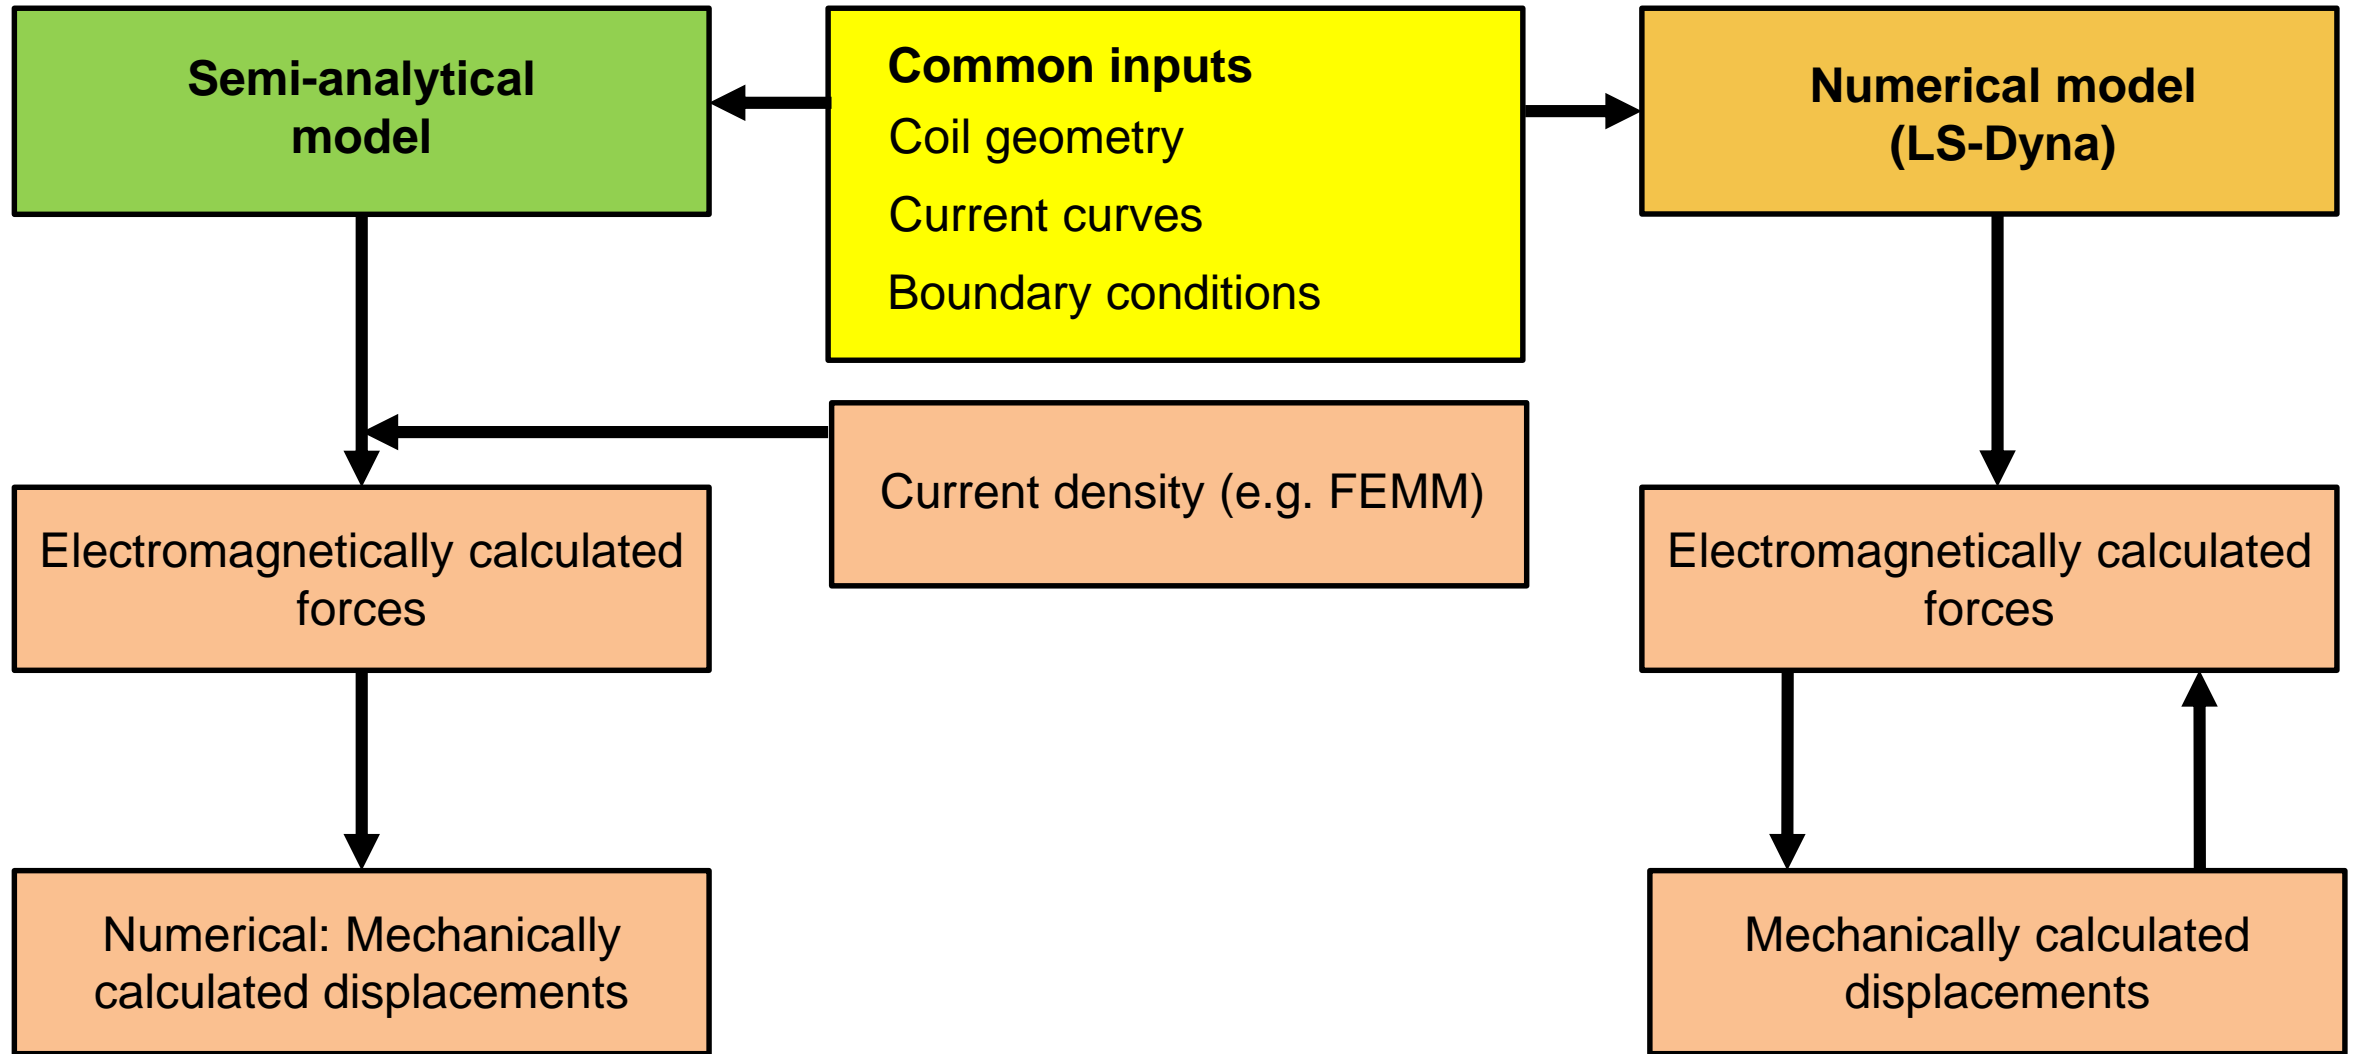 Semi-analytical
model
Common inputs
Coil geometry
Current curves
Boundary conditions
Numerical model
(LS-Dyna)
Current density (e.g. FEMM)
Electromagnetically calculated
forces
Electromagnetically calculated
forces
Numerical: Mechanically
calculated displacements
Mechanically calculated
displacements